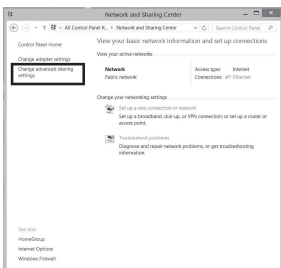 Network and Sharing Center
« All Control Panel It... › Network and Sharing Center
Search Control Panel
Control Panel Home
Change adapter settings
Change advanced sharing
settings
View your basic network information and set up connections
View your active networks
Network
Public network
Access type: Internet
Connections: Ethernet
Change your networking settings
Set up a new connection or network
Set up a broadband, dial-up, or VPN connection; or set up a router or
access point.
Troubleshoot problems
Diagnose and repair network problems, or get troubleshooting
information.
See also
HomeGroup
Internet Options
Windows Firewall